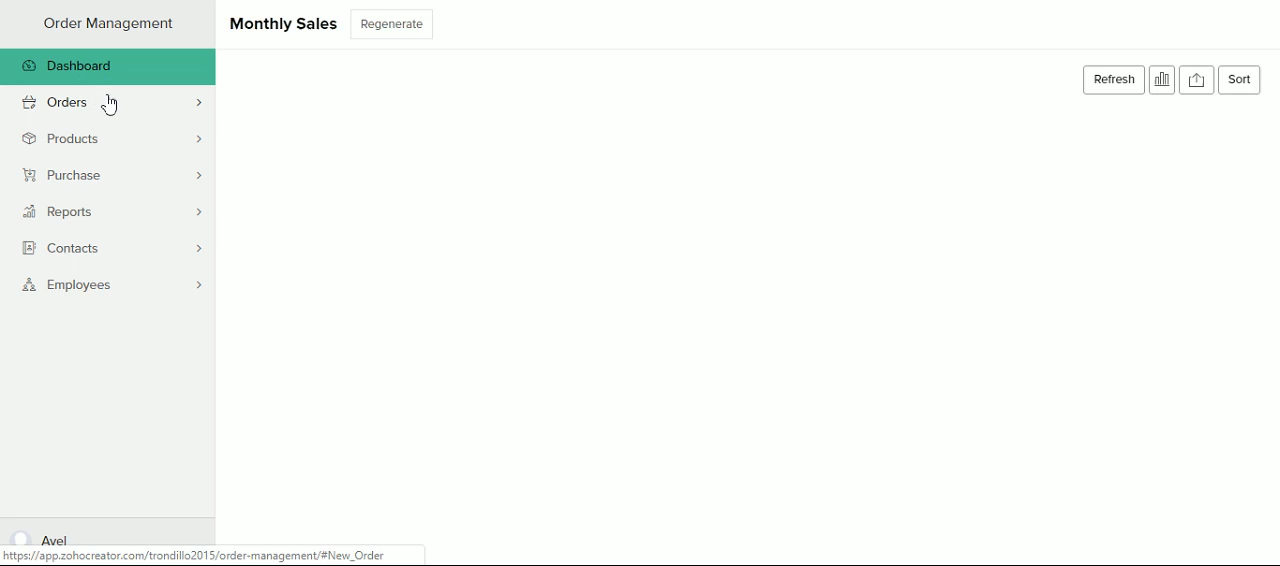 Order Management
Monthly Sales
Regenerate
Dashboard
Refresh
Sort
Orders
Products
Purchase
Reports
Contacts
Employees
Avel
https://app.zohocreator.com/trondillo2015/order-management/#New_Order